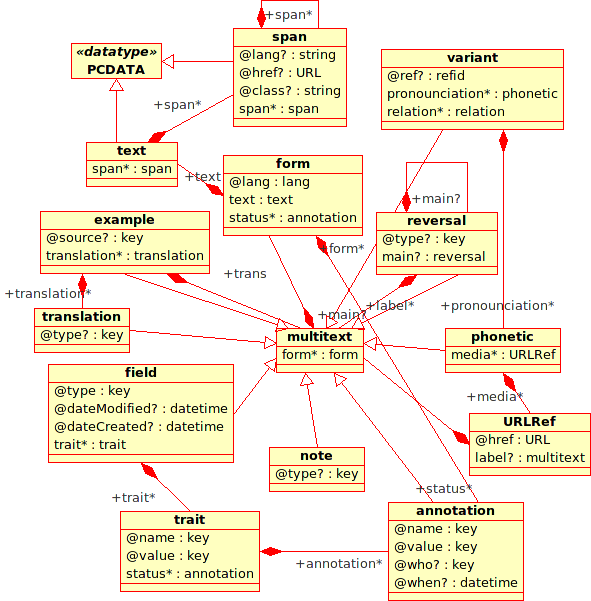 +span*
span
@lang? : string
@href? : URL
@class? : string
span* : span
«datatype»
PCDATA
variant
@ref? : refid
pronounciation* : phonetic
relation* : relation
+span*
text
span* : span
+text
form
@lang : lang
text : text
status* : annotation
+main?
reversal
@type? : key
main? : reversal
example
@source? : key
translation* : translation
+form*
+trans
+translation*
+label*
+pronounciation*
+main?
translation
@type? : key
multitext
form* : form
phonetic
media* : URLRef
field
@type : key
@dateModified? : datetime
@dateCreated? : datetime
trait* : trait
+media*
URLRef
@href : URL
label? : multitext
note
@type? : key
+status*
+trait*
trait
@name : key
@value : key
status* : annotation
annotation
@name : key
@value : key
@who? : key
@when? : datetime
+annotation*